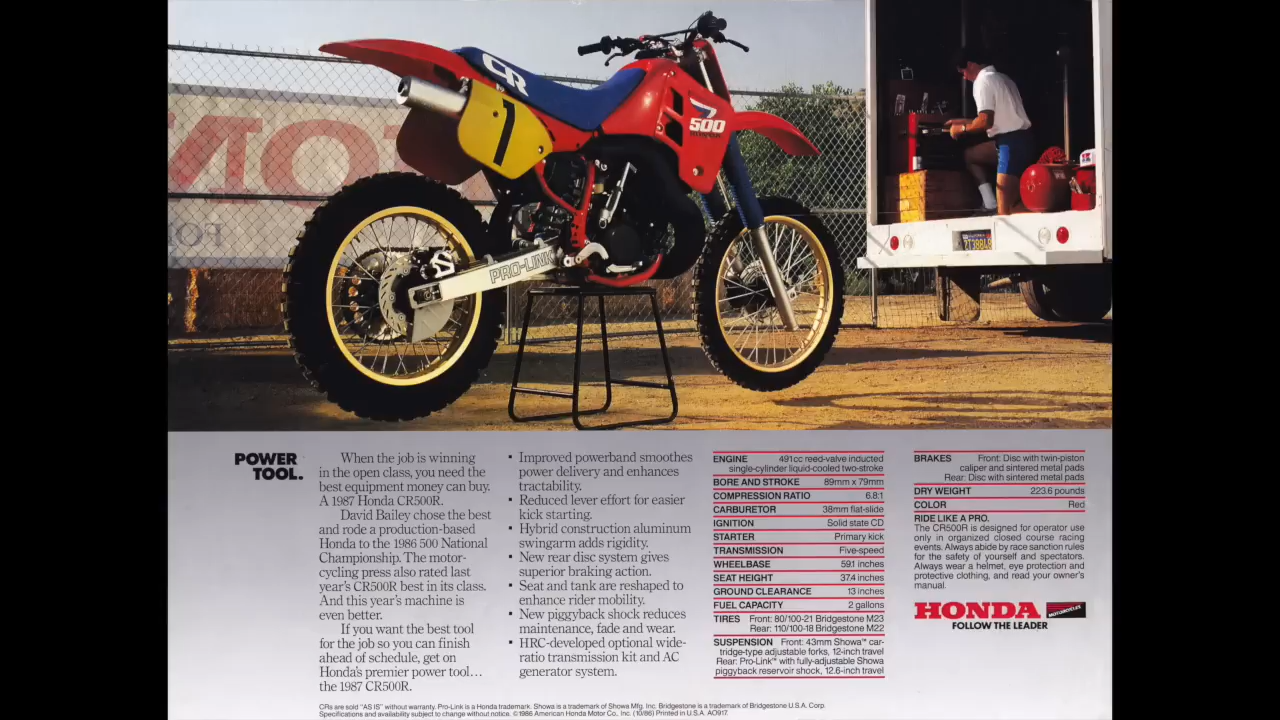 CR
1
500
PRO-LINK
POWER
TOOL.
When the job is winning
in the open class, you need the
best equipment money can buy.
A 1987 Honda CR500R.
David Bailey chose the best
and rode a production-based
Honda to the 1986 500 National
Championship. The motor-
cycling press also rated last
year's CR500R best in its class.
And this year's machine is
even better.
If you want the best tool
for the job so you can finish
ahead of schedule, get on
Honda's premier power tool...
the 1987 CR500R.
▪ Improved powerband smoothes
power delivery and enhances
tractability.
▪ Reduced lever effort for easier
kick starting.
▪ Hybrid construction aluminum
swingarm adds rigidity.
▪ New rear disc system gives
superior braking action.
▪ Seat and tank are reshaped to
enhance rider mobility.
▪ New piggyback shock reduces
maintenance, fade and wear.
▪ HRC-developed optional wide-
ratio transmission kit and AC
generator system.
ENGINE 491cc reed-valve inducted
single-cylinder liquid-cooled two-stroke
BORE AND STROKE 89mm x 79mm
COMPRESSION RATIO 6.8:1
CARBURETOR 38mm flat-slide
IGNITION Solid state CD
STARTER Primary kick
TRANSMISSION Five-speed
WHEELBASE 59.1 inches
SEAT HEIGHT 37.4 inches
GROUND CLEARANCE 13 inches
FUEL CAPACITY 2 gallons
TIRES Front: 80/100-21 Bridgestone M23
Rear: 110/100-18 Bridgestone M22
SUSPENSION Front: 43mm Showa™ car-
tridge-type adjustable forks, 12-inch travel
Rear: Pro-Link™ with fully-adjustable Showa
piggyback reservoir shock, 12.6-inch travel
BRAKES Front: Disc with twin-piston
caliper and sintered metal pads
Rear: Disc with sintered metal pads
DRY WEIGHT 223.6 pounds
COLOR Red
RIDE LIKE A PRO.
The CR500R is designed for operator use
only in organized closed course racing
events. Always abide by race sanction rules
for the safety of yourself and spectators.
Always wear a helmet, eye protection and
protective clothing, and read your owner's
manual.
HONDA MOTORCYCLES
FOLLOW THE LEADER
CRs are sold "AS IS" without warranty. Pro-Link is a Honda trademark. Showa is a trademark of Showa Mfg. Inc. Bridgestone is a trademark of Bridgestone U.S.A. Corp.
Specifications and availability subject to change without notice. ©1986 American Honda Motor Co., Inc. (10/86) Printed in U.S.A. AO917